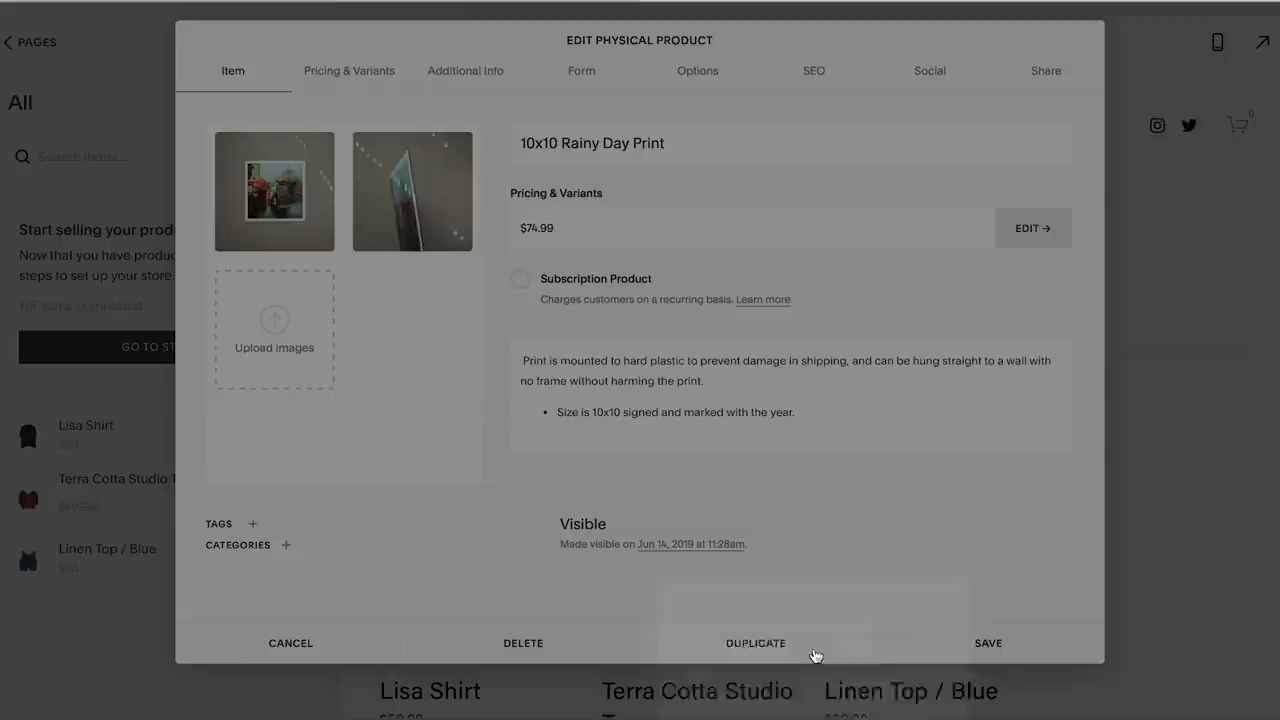 EDIT PHYSICAL PRODUCT
PAGES
Item
Pricing & Variants
Additional Info
Form
Options
SEO
Social
Share
All
Search items...
0
10x10 Rainy Day Print
Pricing & Variants
$74.99
EDIT →
Start selling your prod
Now that you have produc
steps to set up your store.
GO TO ST
Subscription Product
Charges customers on a recurring basis. Learn more
Upload images
Print is mounted to hard plastic to prevent damage in shipping, and can be hung straight to a wall with
no frame without harming the print.
• Size is 10x10 signed and marked with the year.
Lisa Shirt
Terra Cotta Studio T
Linen Top / Blue
TAGS +
CATEGORIES +
Visible
Made visible on Jun 14, 2019 at 11:28am.
CANCEL
DELETE
DUPLICATE
SAVE
Lisa Shirt
Terra Cotta Studio
Linen Top / Blue